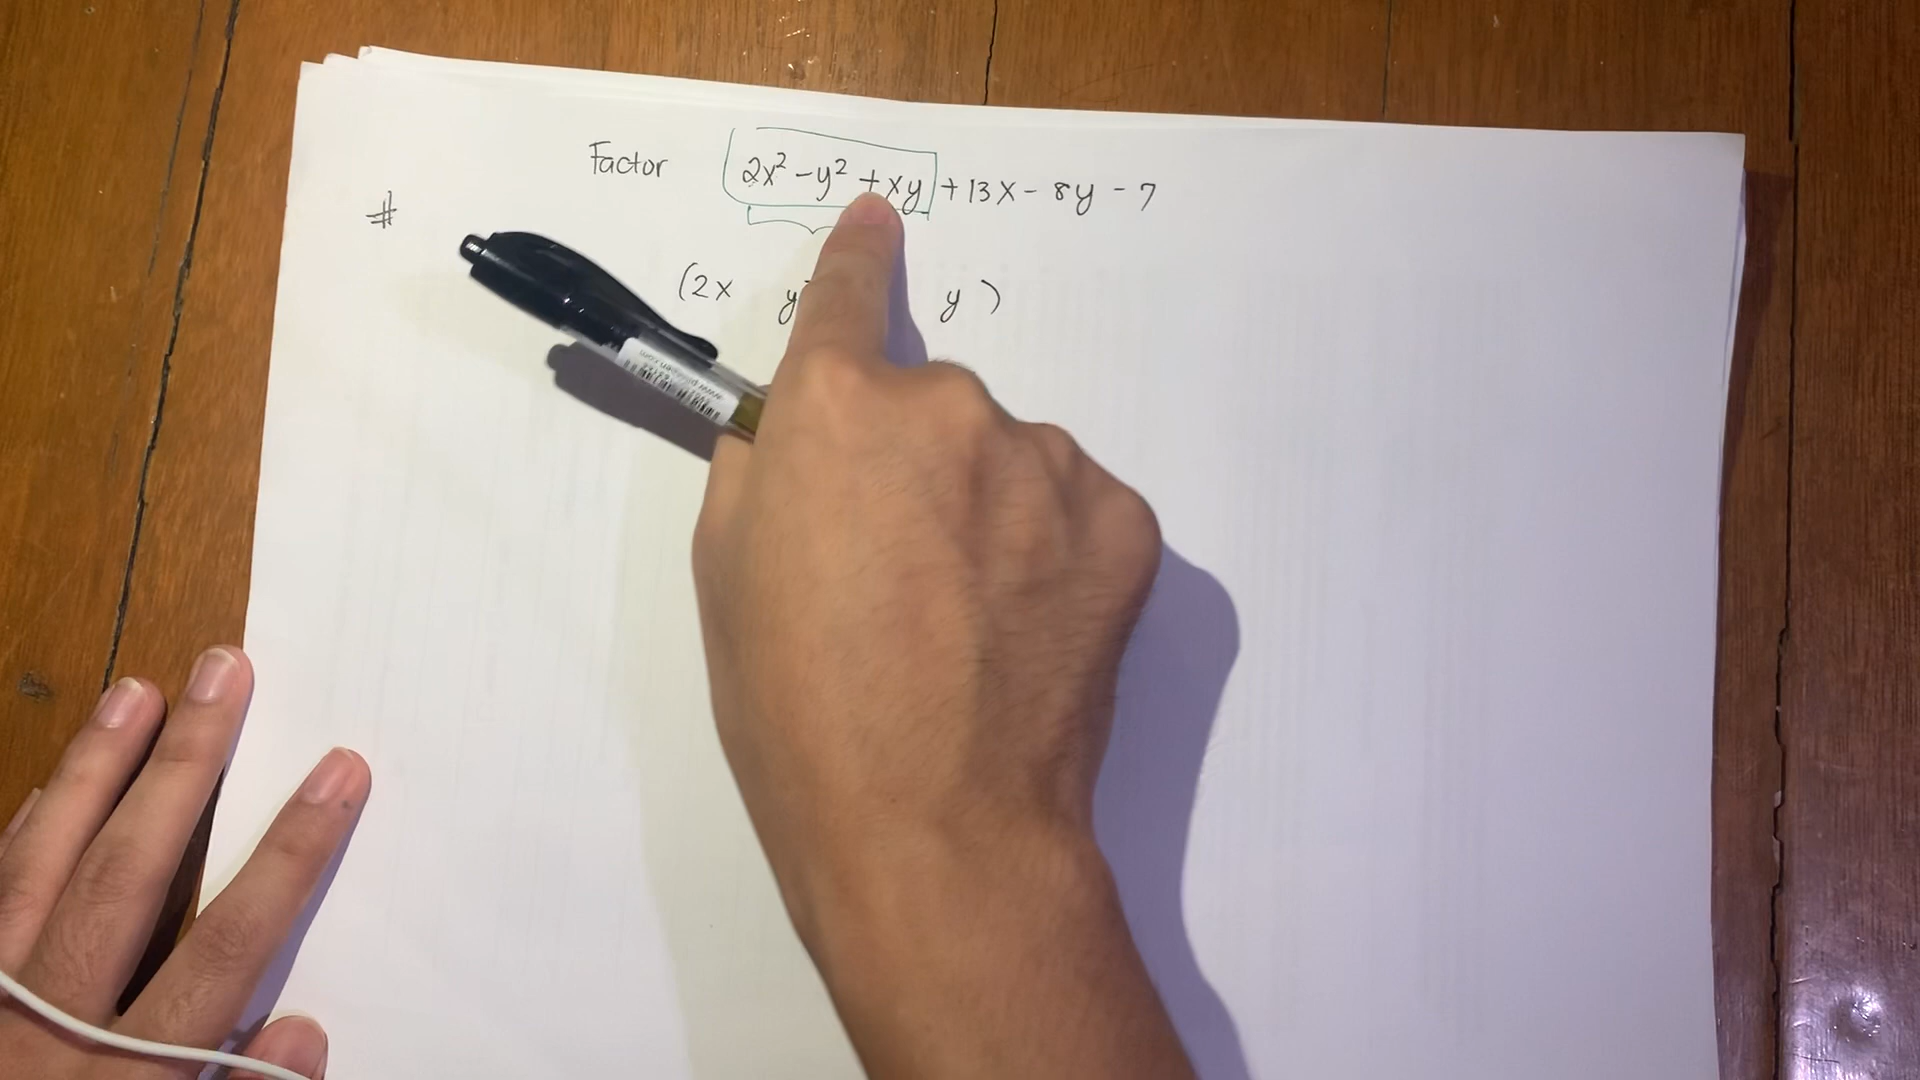 Factor 2x² - y² + xy + 13x - 8y - 7
#
(2x y y)